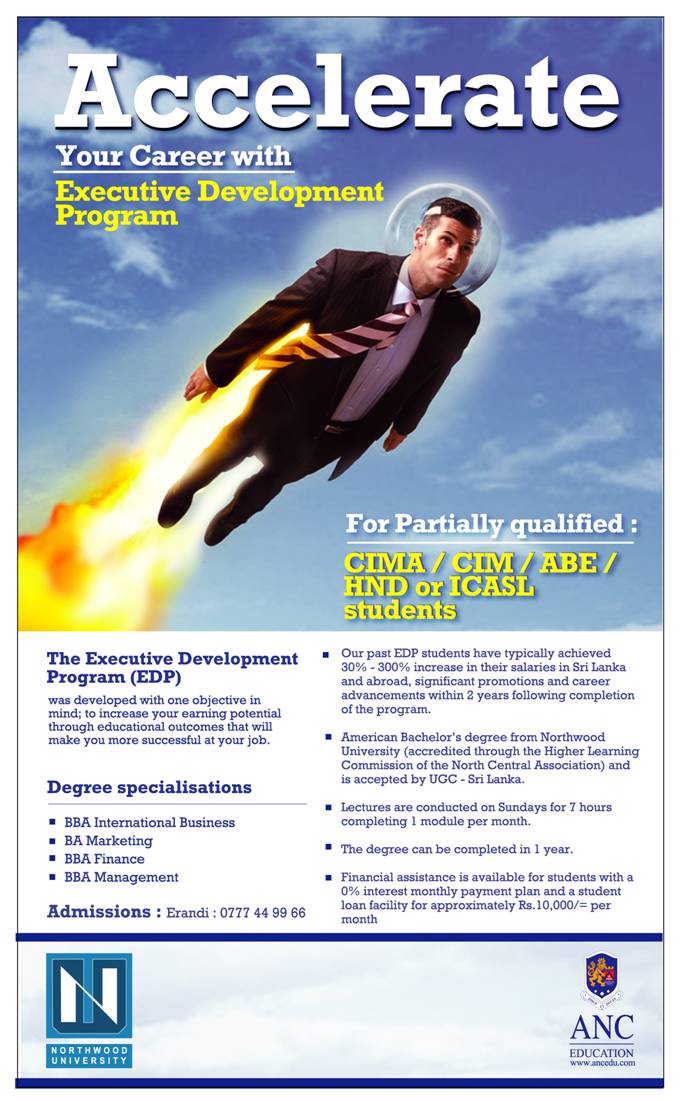 Accelerate
Your Career with
Executive Development
Program
For Partially qualified :
CIMA / CIM / ABE /
HND or ICASL
students
The Executive Development
Program (EDP)
was developed with one objective in
mind; to increase your earning potential
through educational outcomes that will
make you more successful at your job.
Degree specialisations
BBA International Business
BA Marketing
BBA Finance
BBA Management
Admissions : Erandi : 0777 44 99 66
Our past EDP students have typically achieved
30% - 300% increase in their salaries in Sri Lanka
and abroad, significant promotions and career
advancements within 2 years following completion
of the program.
American Bachelor's degree from Northwood
University (accredited through the Higher Learning
Commission of the North Central Association) and
is accepted by UGC - Sri Lanka.
Lectures are conducted on Sundays for 7 hours
completing 1 module per month.
The degree can be completed in 1 year.
Financial assistance is available for students with a
0% interest monthly payment plan and a student
loan facility for approximately Rs.10,000/= per
month
NORTHWOOD
UNIVERSITY
ANC
EDUCATION
www.ancedu.com